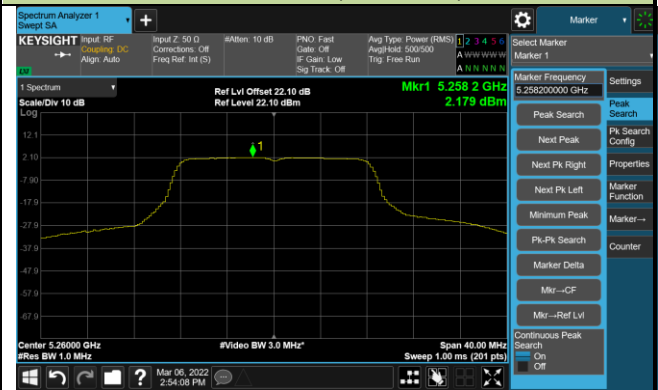 Spectrum Analyzer 1
Swept SA
Marker
KEYSIGHT
Input: RF
Coupling: DC
Align: Auto
Input Z: 50 Ω
Corrections: Off
Freq Ref: Int (S)
#Atten: 10 dB
PNO: Fast
Gate: Off
IF Gain: Low
Sig Track: Off
Avg Type: Power (RMS)
Avg|Hold: 500/500
Trig: Free Run
1 2 3 4 5 6
A W W W W W
A N N N N N
Select Marker
Marker 1
1 Spectrum
Scale/Div 10 dB
Log
Ref Lvl Offset 22.10 dB
Ref Level 22.10 dBm
Mkr1 5.258 2 GHz
2.179 dBm
12.1
2.10
-7.90
-17.9
-27.9
-37.9
-47.9
-57.9
-67.9
1
Center 5.26000 GHz
#Res BW 1.0 MHz
#Video BW 3.0 MHz*
Span 40.00 MHz
Sweep 1.00 ms (201 pts)
Marker Frequency
5.258200000 GHz
Peak Search
Next Peak
Next Pk Right
Next Pk Left
Minimum Peak
Pk-Pk Search
Marker Delta
Mkr→CF
Mkr→Ref Lvl
Continuous Peak
Search
On
Off
Settings
Peak
Search
Pk Search
Config
Properties
Marker
Function
Marker→
Counter
Mar 06, 2022
2:54:08 PM